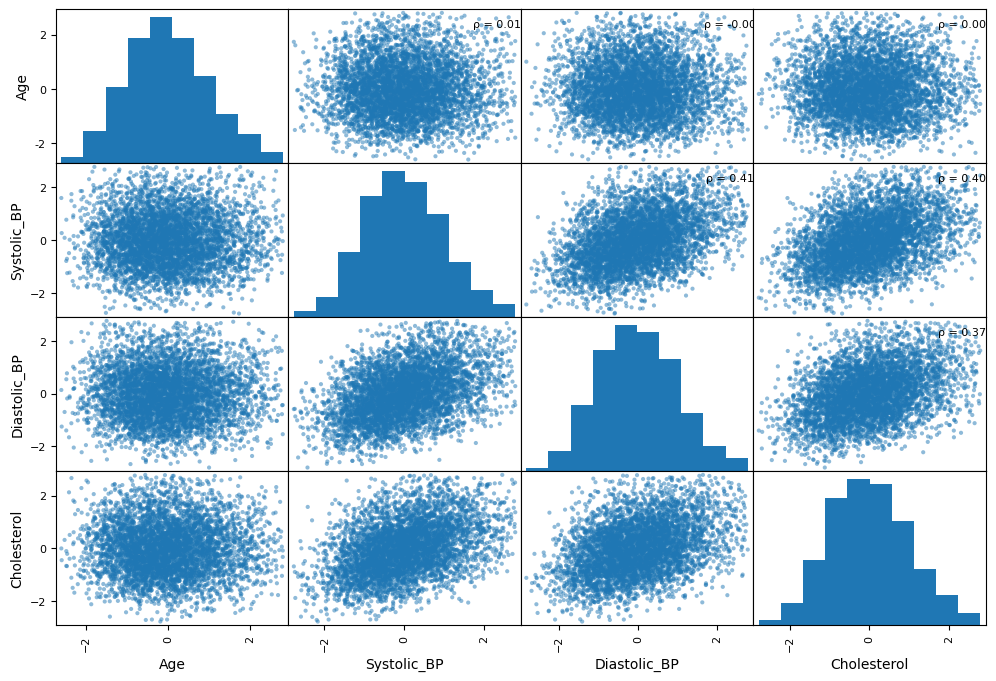 2
0
-2
Age
ρ = 0.01
ρ = -0.00
ρ = 0.00
2
0
−2
Systolic_BP
ρ = 0.41
ρ = 0.40
2
0
−2
Diastolic_BP
ρ = 0.37
2
0
−2
Cholesterol
−2 0 2 −2 0 2 −2 0 2 −2 0 2
Age Systolic_BP Diastolic_BP Cholesterol